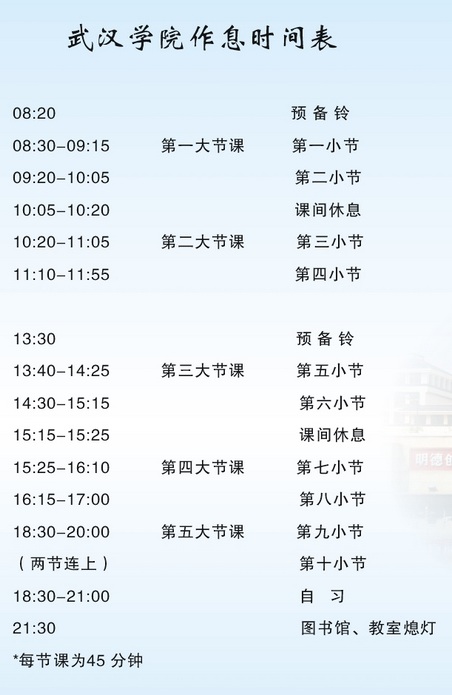 武汉学院作息时间表
08:20 预备铃
08:30-09:15 第一大节课 第一小节
09:20-10:05 第二小节
10:05-10:20 课间休息
10:20-11:05 第二大节课 第三小节
11:10-11:55 第四小节
13:30 预备铃
13:40-14:25 第三大节课 第五小节
14:30-15:15 第六小节
15:15-15:25 课间休息
15:25-16:10 第四大节课 第七小节
16:15-17:00 第八小节
18:30-20:00 第五大节课 第九小节
（两节连上） 第十小节
18:30-21:00 自 习
21:30 图书馆、教室熄灯
*每节课为45 分钟
明德创